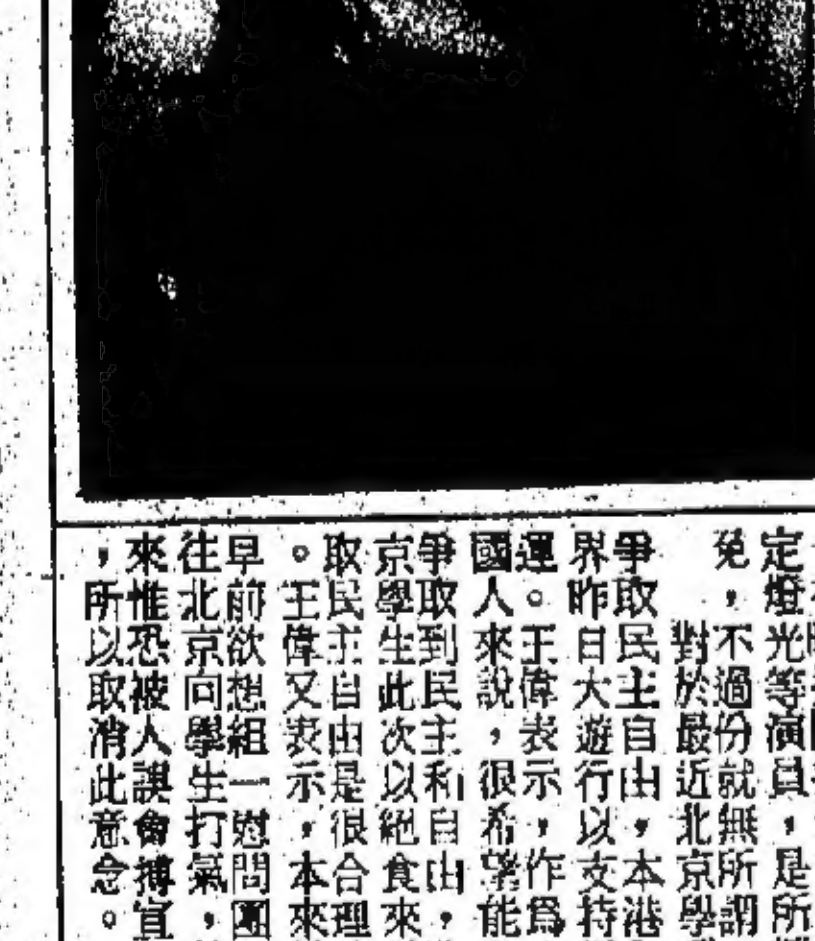 定燈光等演員，是所
免，不過份就無所謂
對於最近北京學
爭取民主自由，本港
界昨自大遊行以支持
運。王偉表示，作爲
國人來說，很希望能
爭取到民主和自由，
京學生此次以絕食來
取民主自由是很合理
。王偉又表示，本來
早前欲想組一慰問團
往北京向學生打氣，
來惟恐被人誤會搏宣
，所以取消此意念。